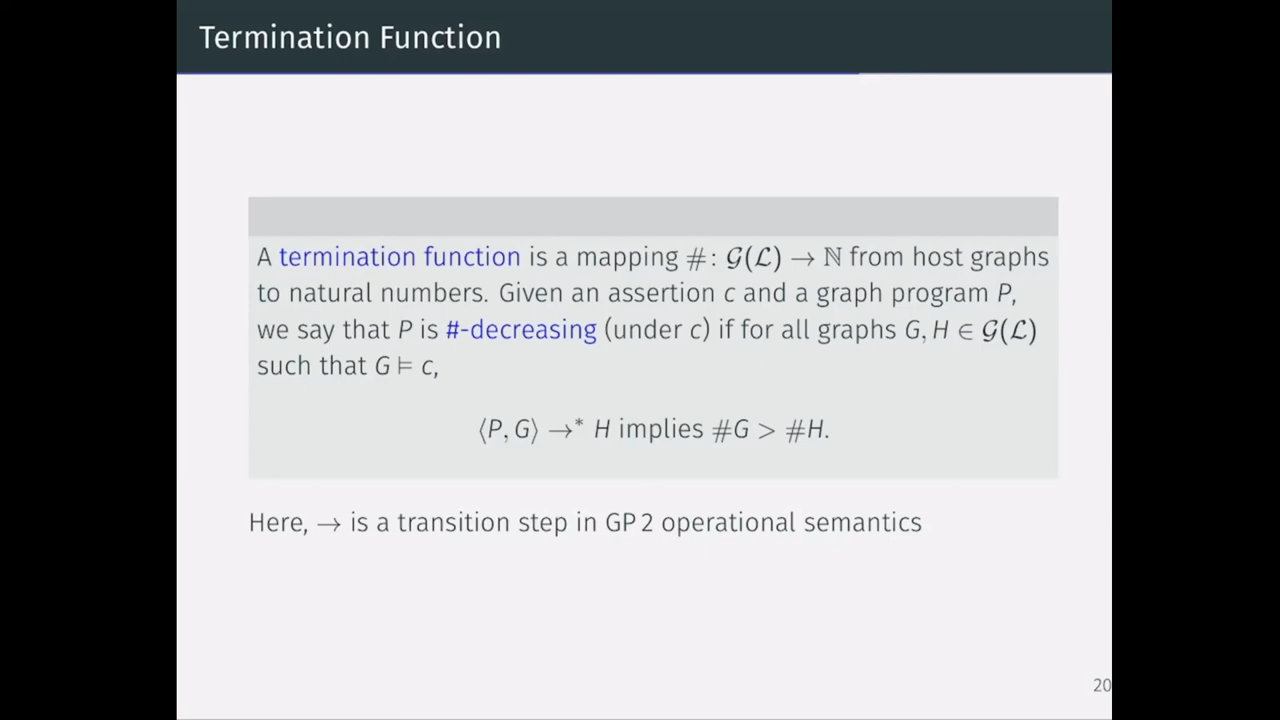 Termination Function
A termination function is a mapping #: 𝒢(ℒ) → ℕ from host graphs
to natural numbers. Given an assertion c and a graph program P,
we say that P is #-decreasing (under c) if for all graphs G, H ∈ 𝒢(ℒ)
such that G ⊨ c,
⟨P, G⟩ →* H implies #G > #H.
Here, → is a transition step in GP 2 operational semantics
20